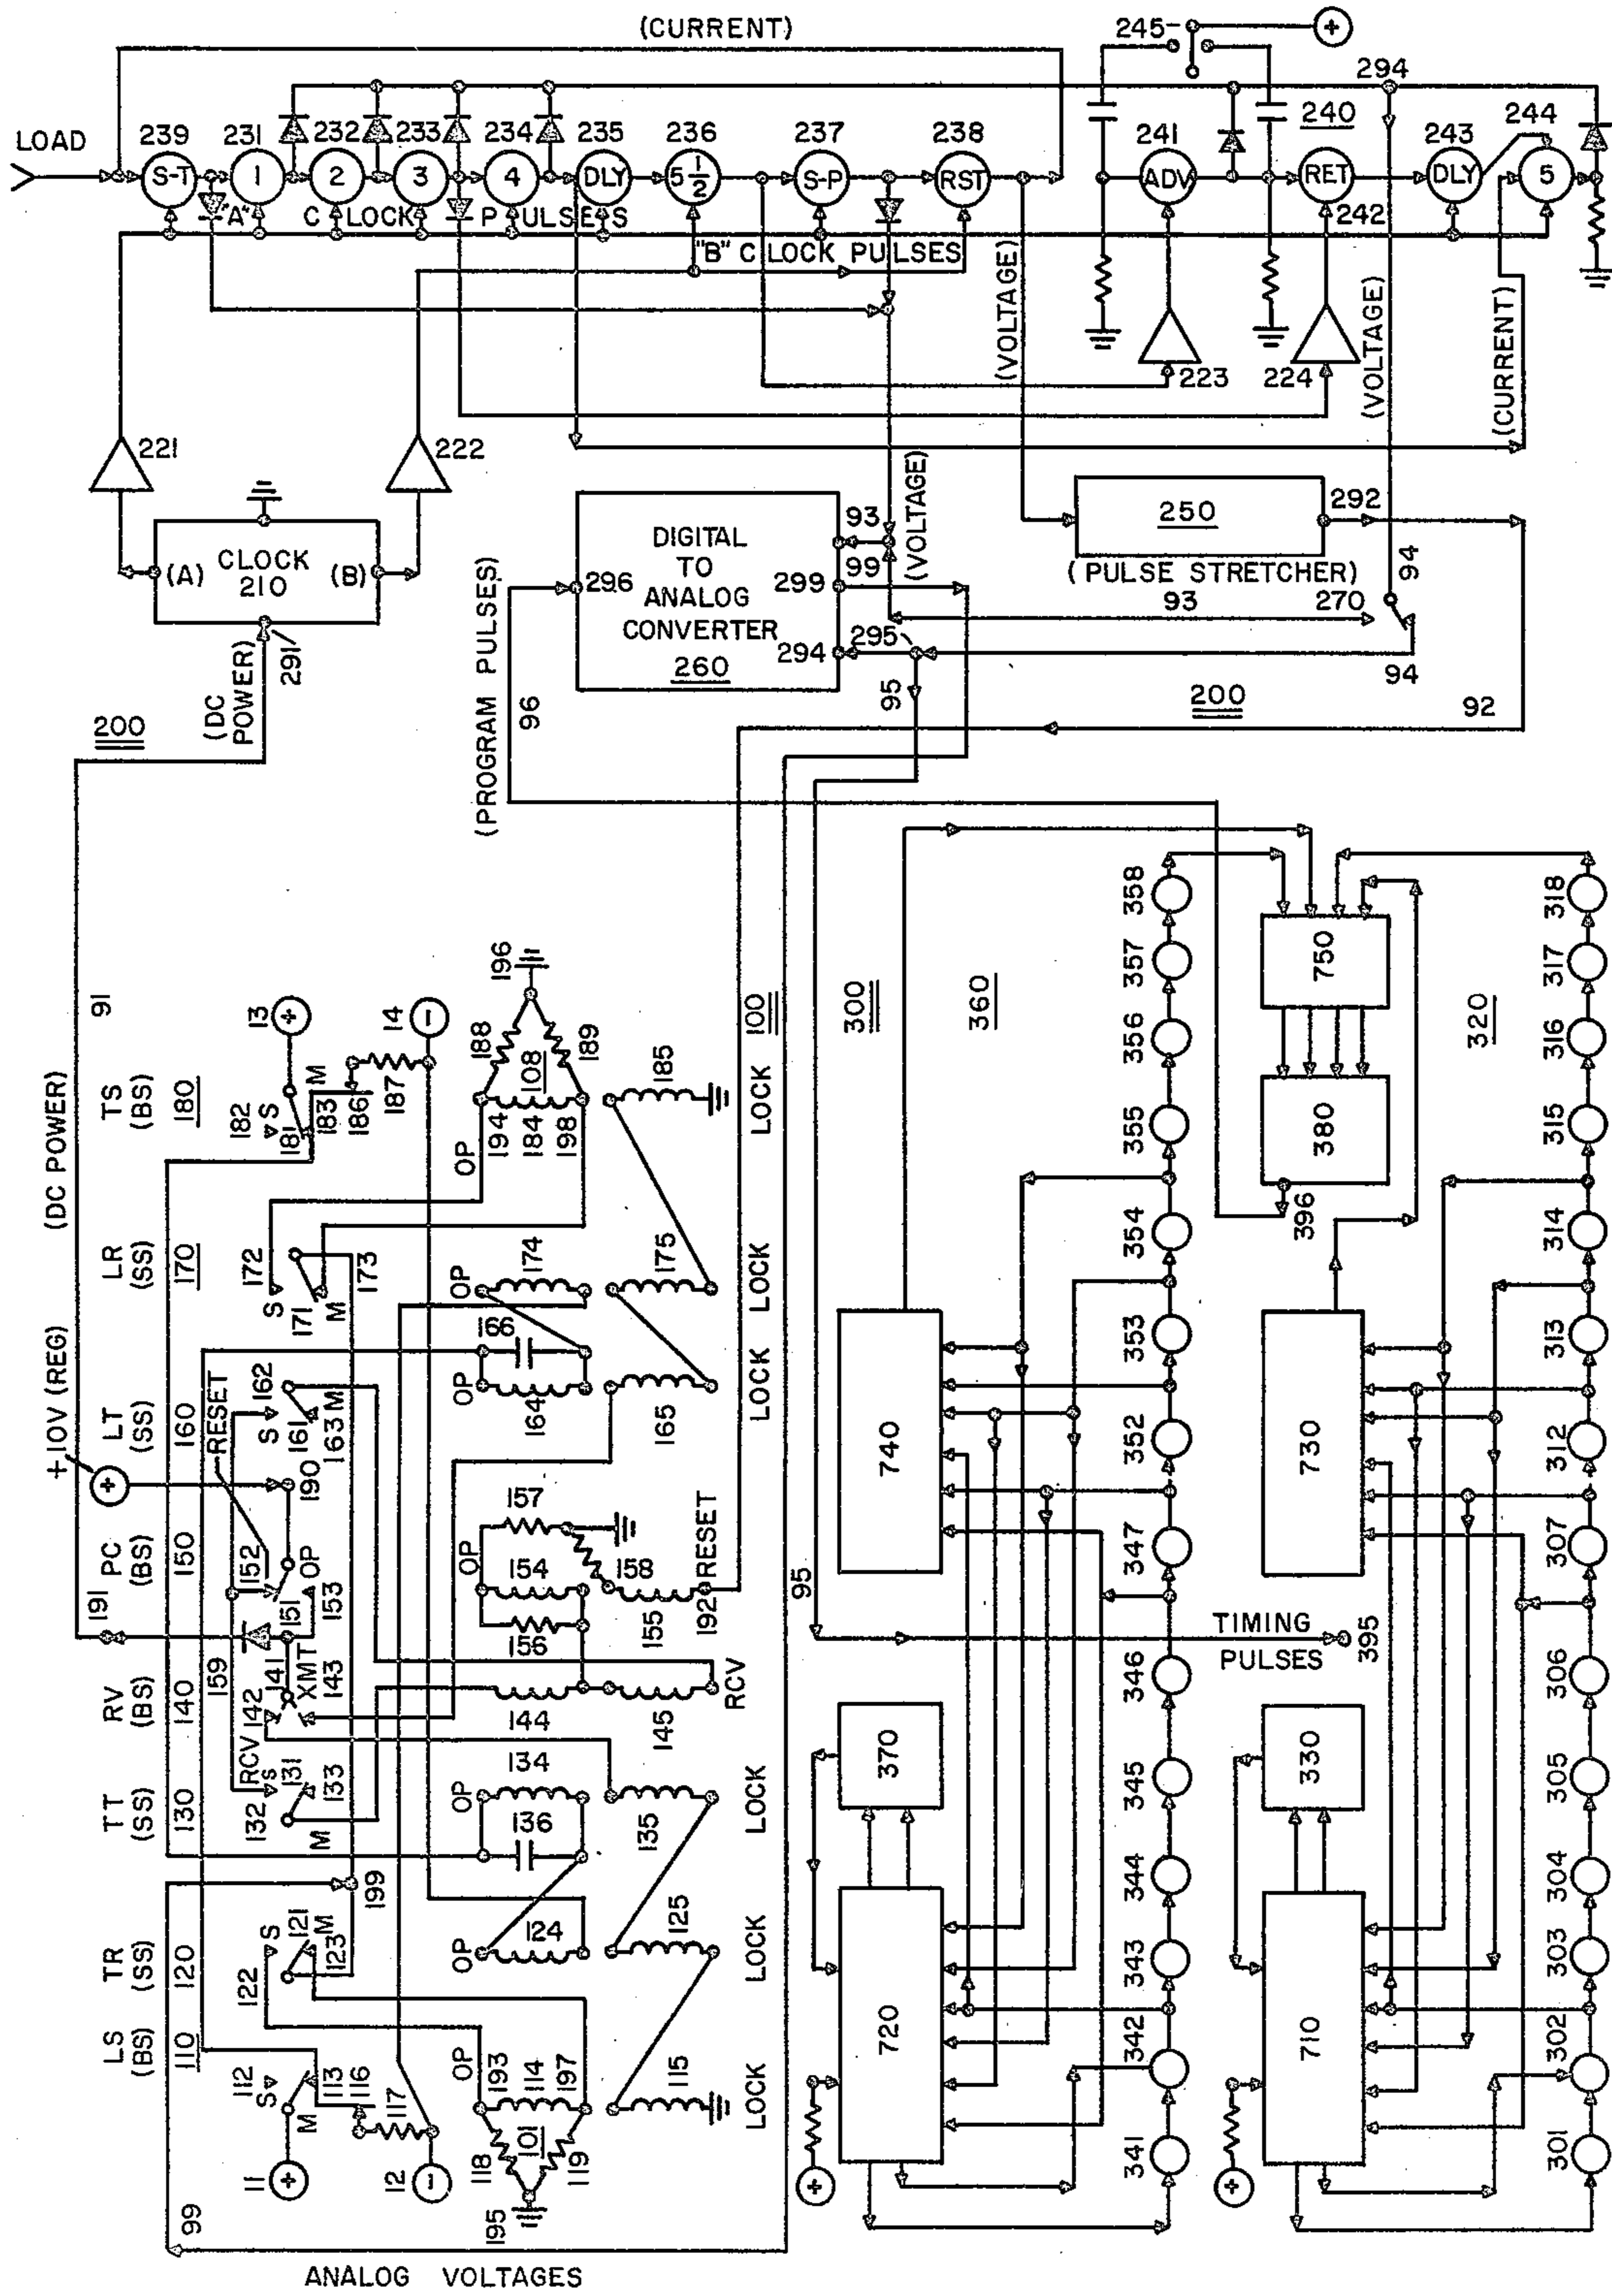 (CURRENT)
245
+
294
LOAD
239
231
232
233
234
235
236
237
238
241
240
243
244
S-T
1
2
3
4
DLY
5 1/2
S-P
RST
ADV
RET
DLY
5
242
"A" CLOCK PULSES
"B" CLOCK PULSES
(VOLTAGE)
(VOLTAGE)
(CURRENT)
223
224
221
222
(VOLTAGE)
CLOCK
210
(A)
(B)
291
(DC POWER)
200
DIGITAL
TO
ANALOG
CONVERTER
260
296
93
99
299
295
294
250
292
(PULSE STRETCHER)
93
270
94
94
95
200
92
(PROGRAM PULSES)
96
91
(DC POWER)
+10V (REG)
+
TS
(BS)
180
LR
(SS)
170
LT
(SS)
160
PC
(BS)
150
RV
(BS)
140
TT
(SS)
130
TR
(SS)
120
LS
(BS)
110
13
+
14
-
182
S
181
183
M
186
187
196
188
189
108
OP
194
184
198
185
LOCK
100
172
S
171
M
173
OP
174
175
LOCK
RESET
162
S
161
163
M
166
OP
164
165
LOCK
190
191
152
151
OP
153
159
OP
157
154
156
158
155
192
RESET
141
142
XMT
143
RCV
144
145
RCV
132
S
131
133
M
OP
134
136
135
LOCK
199
122
S
121
M
123
OP
124
125
LOCK
112
S
M
113
116
117
11
+
12
-
OP
193
114
197
118
101
119
195
115
LOCK
99
ANALOG VOLTAGES
300
360
358
357
356
355
354
353
352
347
346
345
344
343
342
341
740
720
370
+
95
TIMING
PULSES
395
750
380
396
320
318
317
316
315
314
313
312
307
306
305
304
303
302
301
730
710
330
+